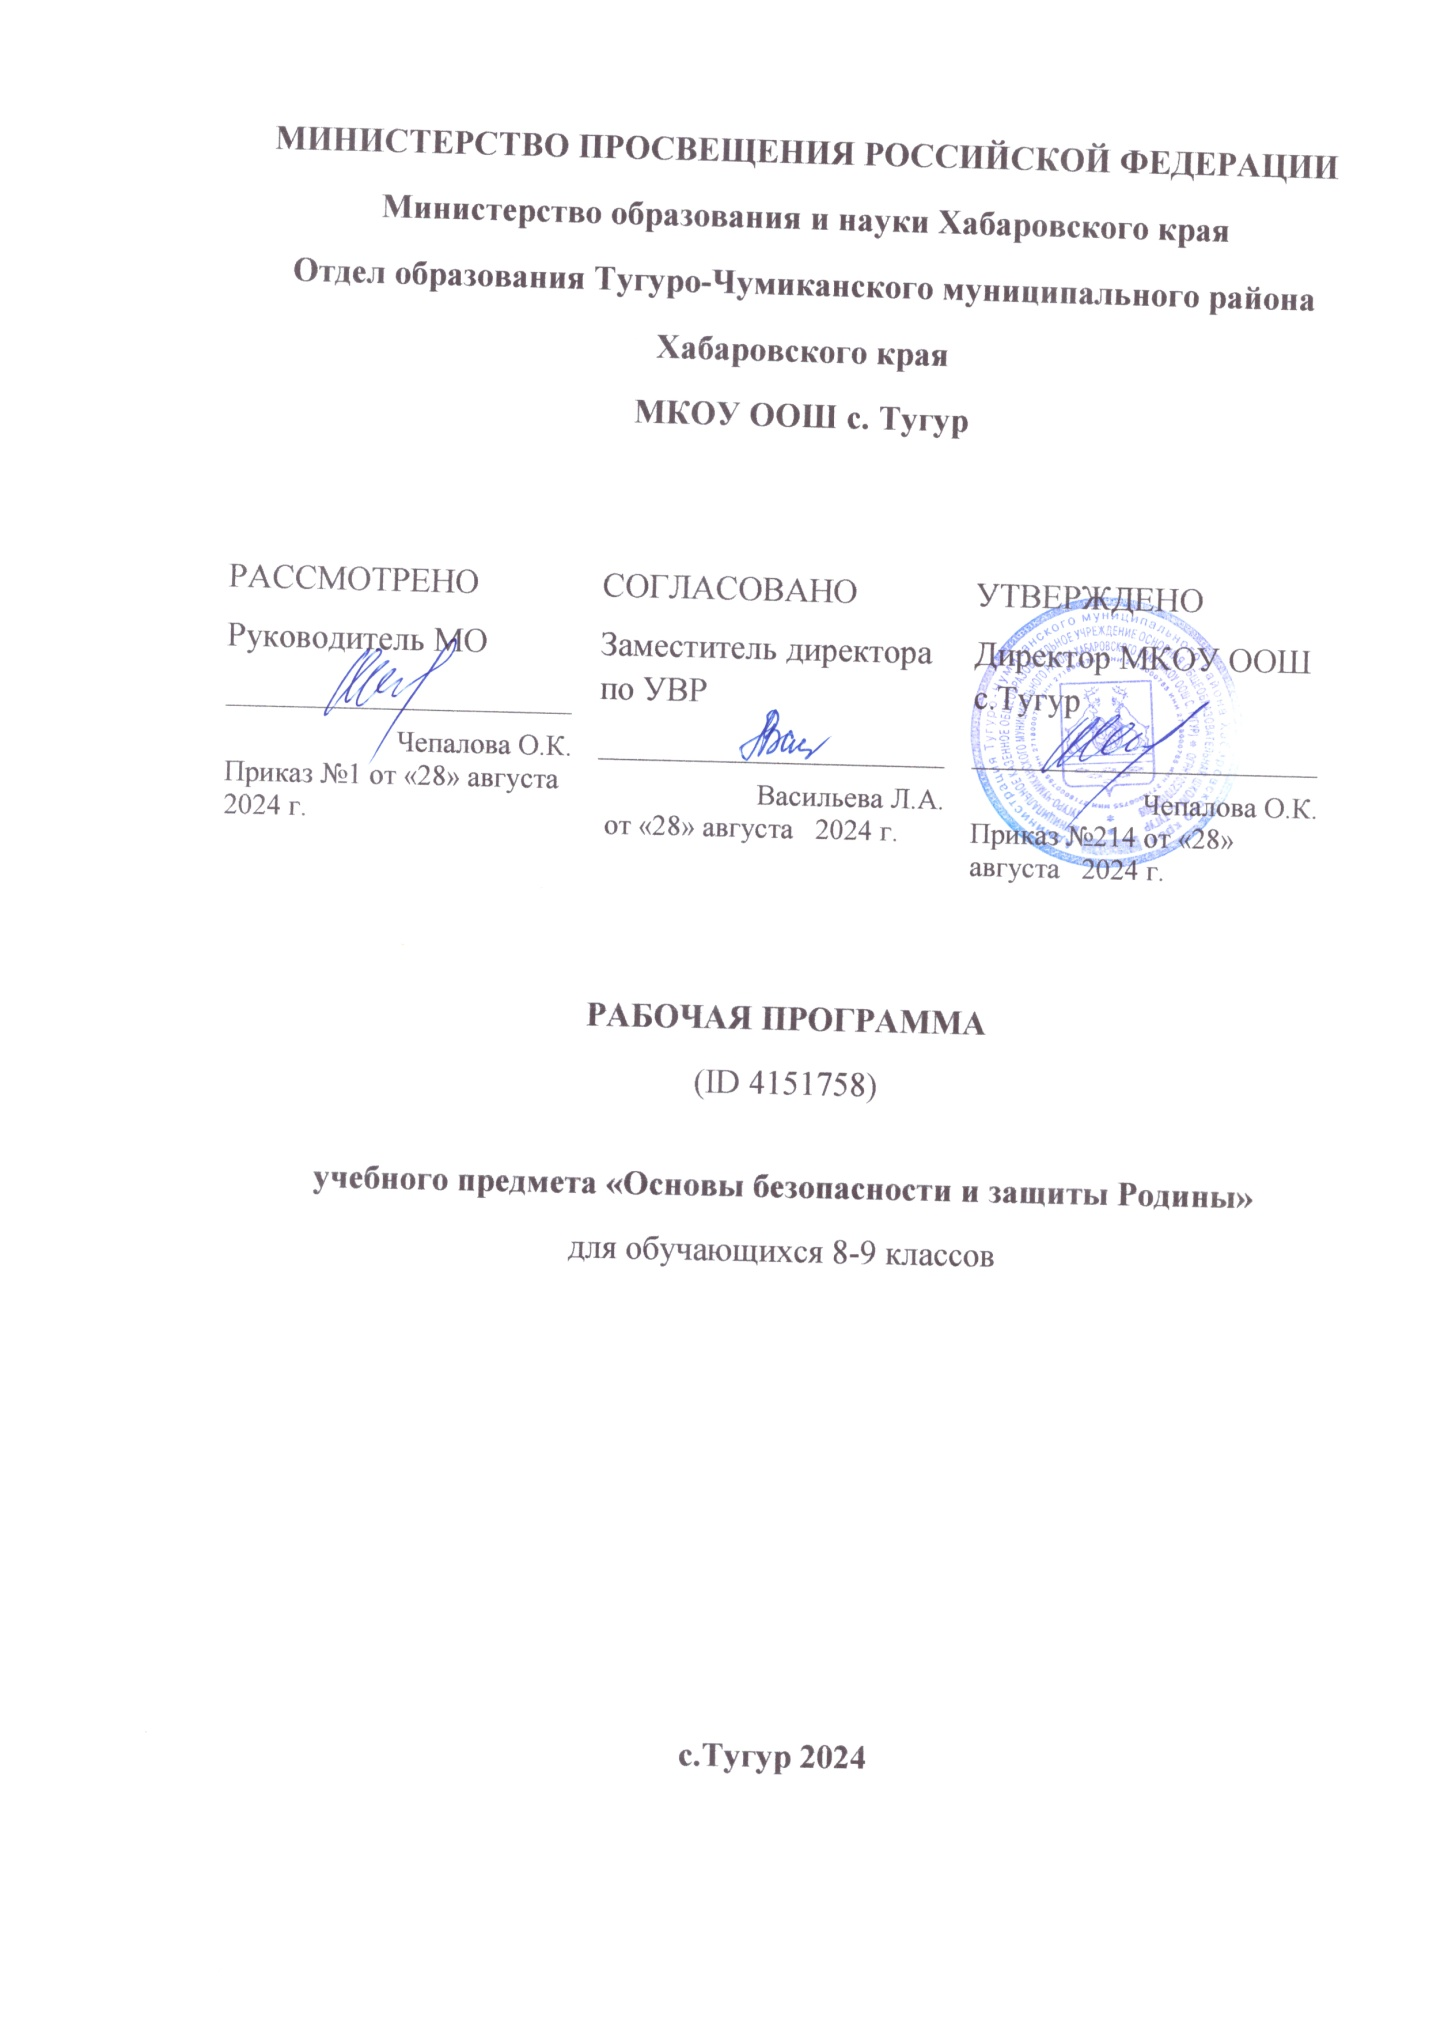 МИНИСТЕРСТВО ПРОСВЕЩЕНИЯ РОССИЙСКОЙ ФЕДЕРАЦИИ
Министерство образования и науки Хабаровского края
Отдел образования Тугуро-Чумиканского муниципального района
Хабаровского края
МКОУ ООШ с. Тугур
РАССМОТРЕНО
Руководитель МО
Чепалова О.К.
Приказ №1 от «28» августа
2024 г.
СОГЛАСОВАНО
Заместитель директора
по УВР
Васильева Л.А.
от «28» августа 2024 г.
УТВЕРЖДЕНО
Директор МКОУ ООШ
с.Тугур
Чепалова О.К.
Приказ №214 от «28»
августа 2024 г.
РАБОЧАЯ ПРОГРАММА
(ID 4151758)
учебного предмета «Основы безопасности и защиты Родины»
для обучающихся 8-9 классов
с.Тугур 2024